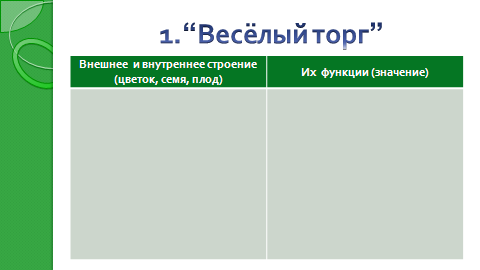 1.“Весёлый торг”
Внешнее и внутреннее строение
(цветок, семя, плод)
Их функции (значение)